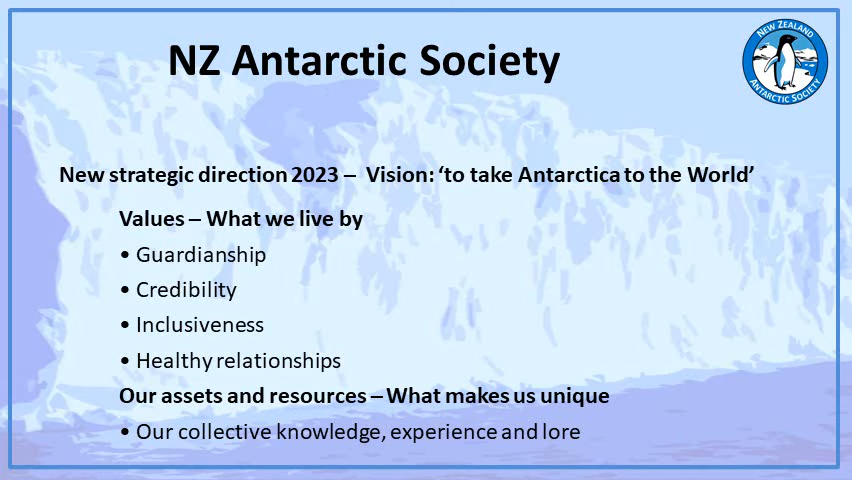 NZ Antarctic Society
NEW ZEALAND
ANTARCTIC SOCIETY
New strategic direction 2023 – Vision: ‘to take Antarctica to the World’
Values – What we live by
• Guardianship
• Credibility
• Inclusiveness
• Healthy relationships
Our assets and resources – What makes us unique
• Our collective knowledge, experience and lore